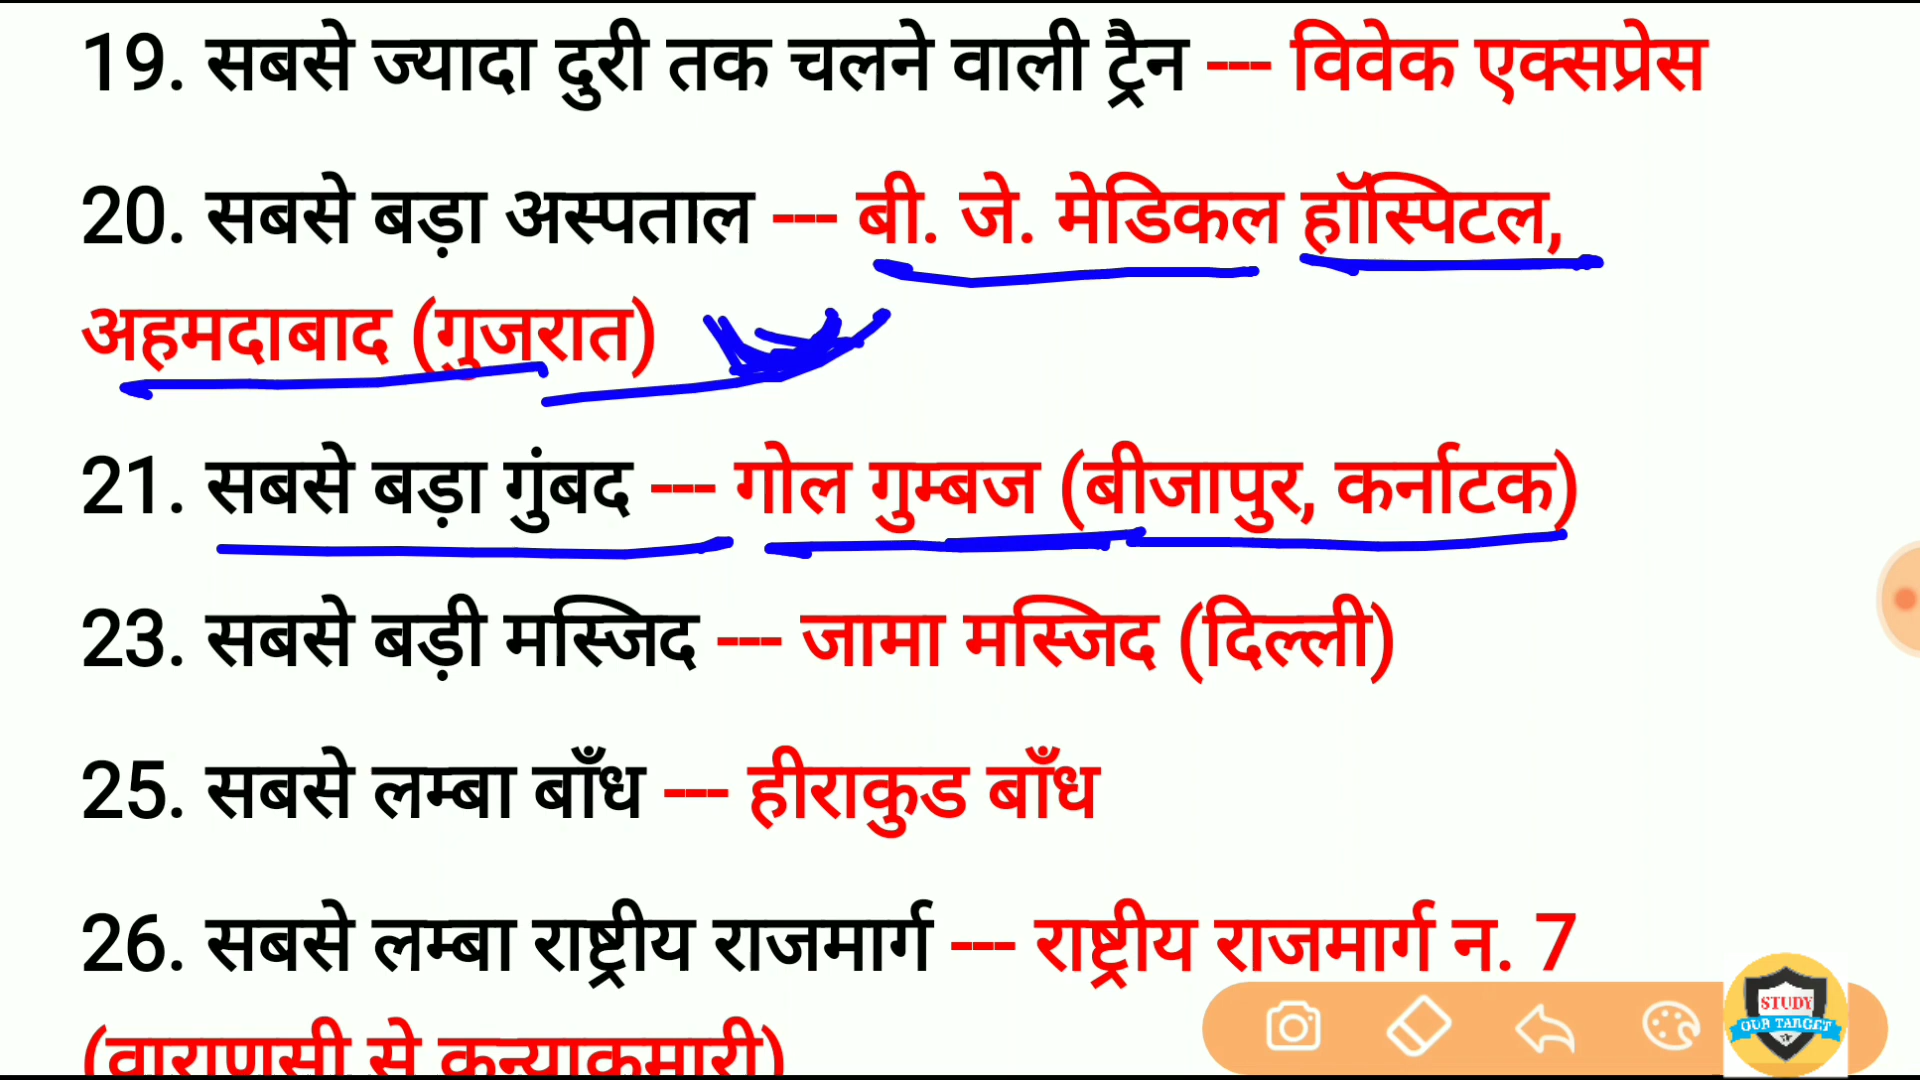 19. सबसे ज्यादा दुरी तक चलने वाली ट्रैन --- विवेक एक्सप्रेस
20. सबसे बड़ा अस्पताल --- बी. जे. मेडिकल हॉस्पिटल,
अहमदाबाद (गुजरात)
21. सबसे बड़ा गुंबद --- गोल गुम्बज (बीजापुर, कर्नाटक)
23. सबसे बड़ी मस्जिद --- जामा मस्जिद (दिल्ली)
25. सबसे लम्बा बाँध --- हीराकुड बाँध
26. सबसे लम्बा राष्ट्रीय राजमार्ग --- राष्ट्रीय राजमार्ग न. 7
(वाराणसी से कन्याकुमारी)
STUDY
OUR TARGET